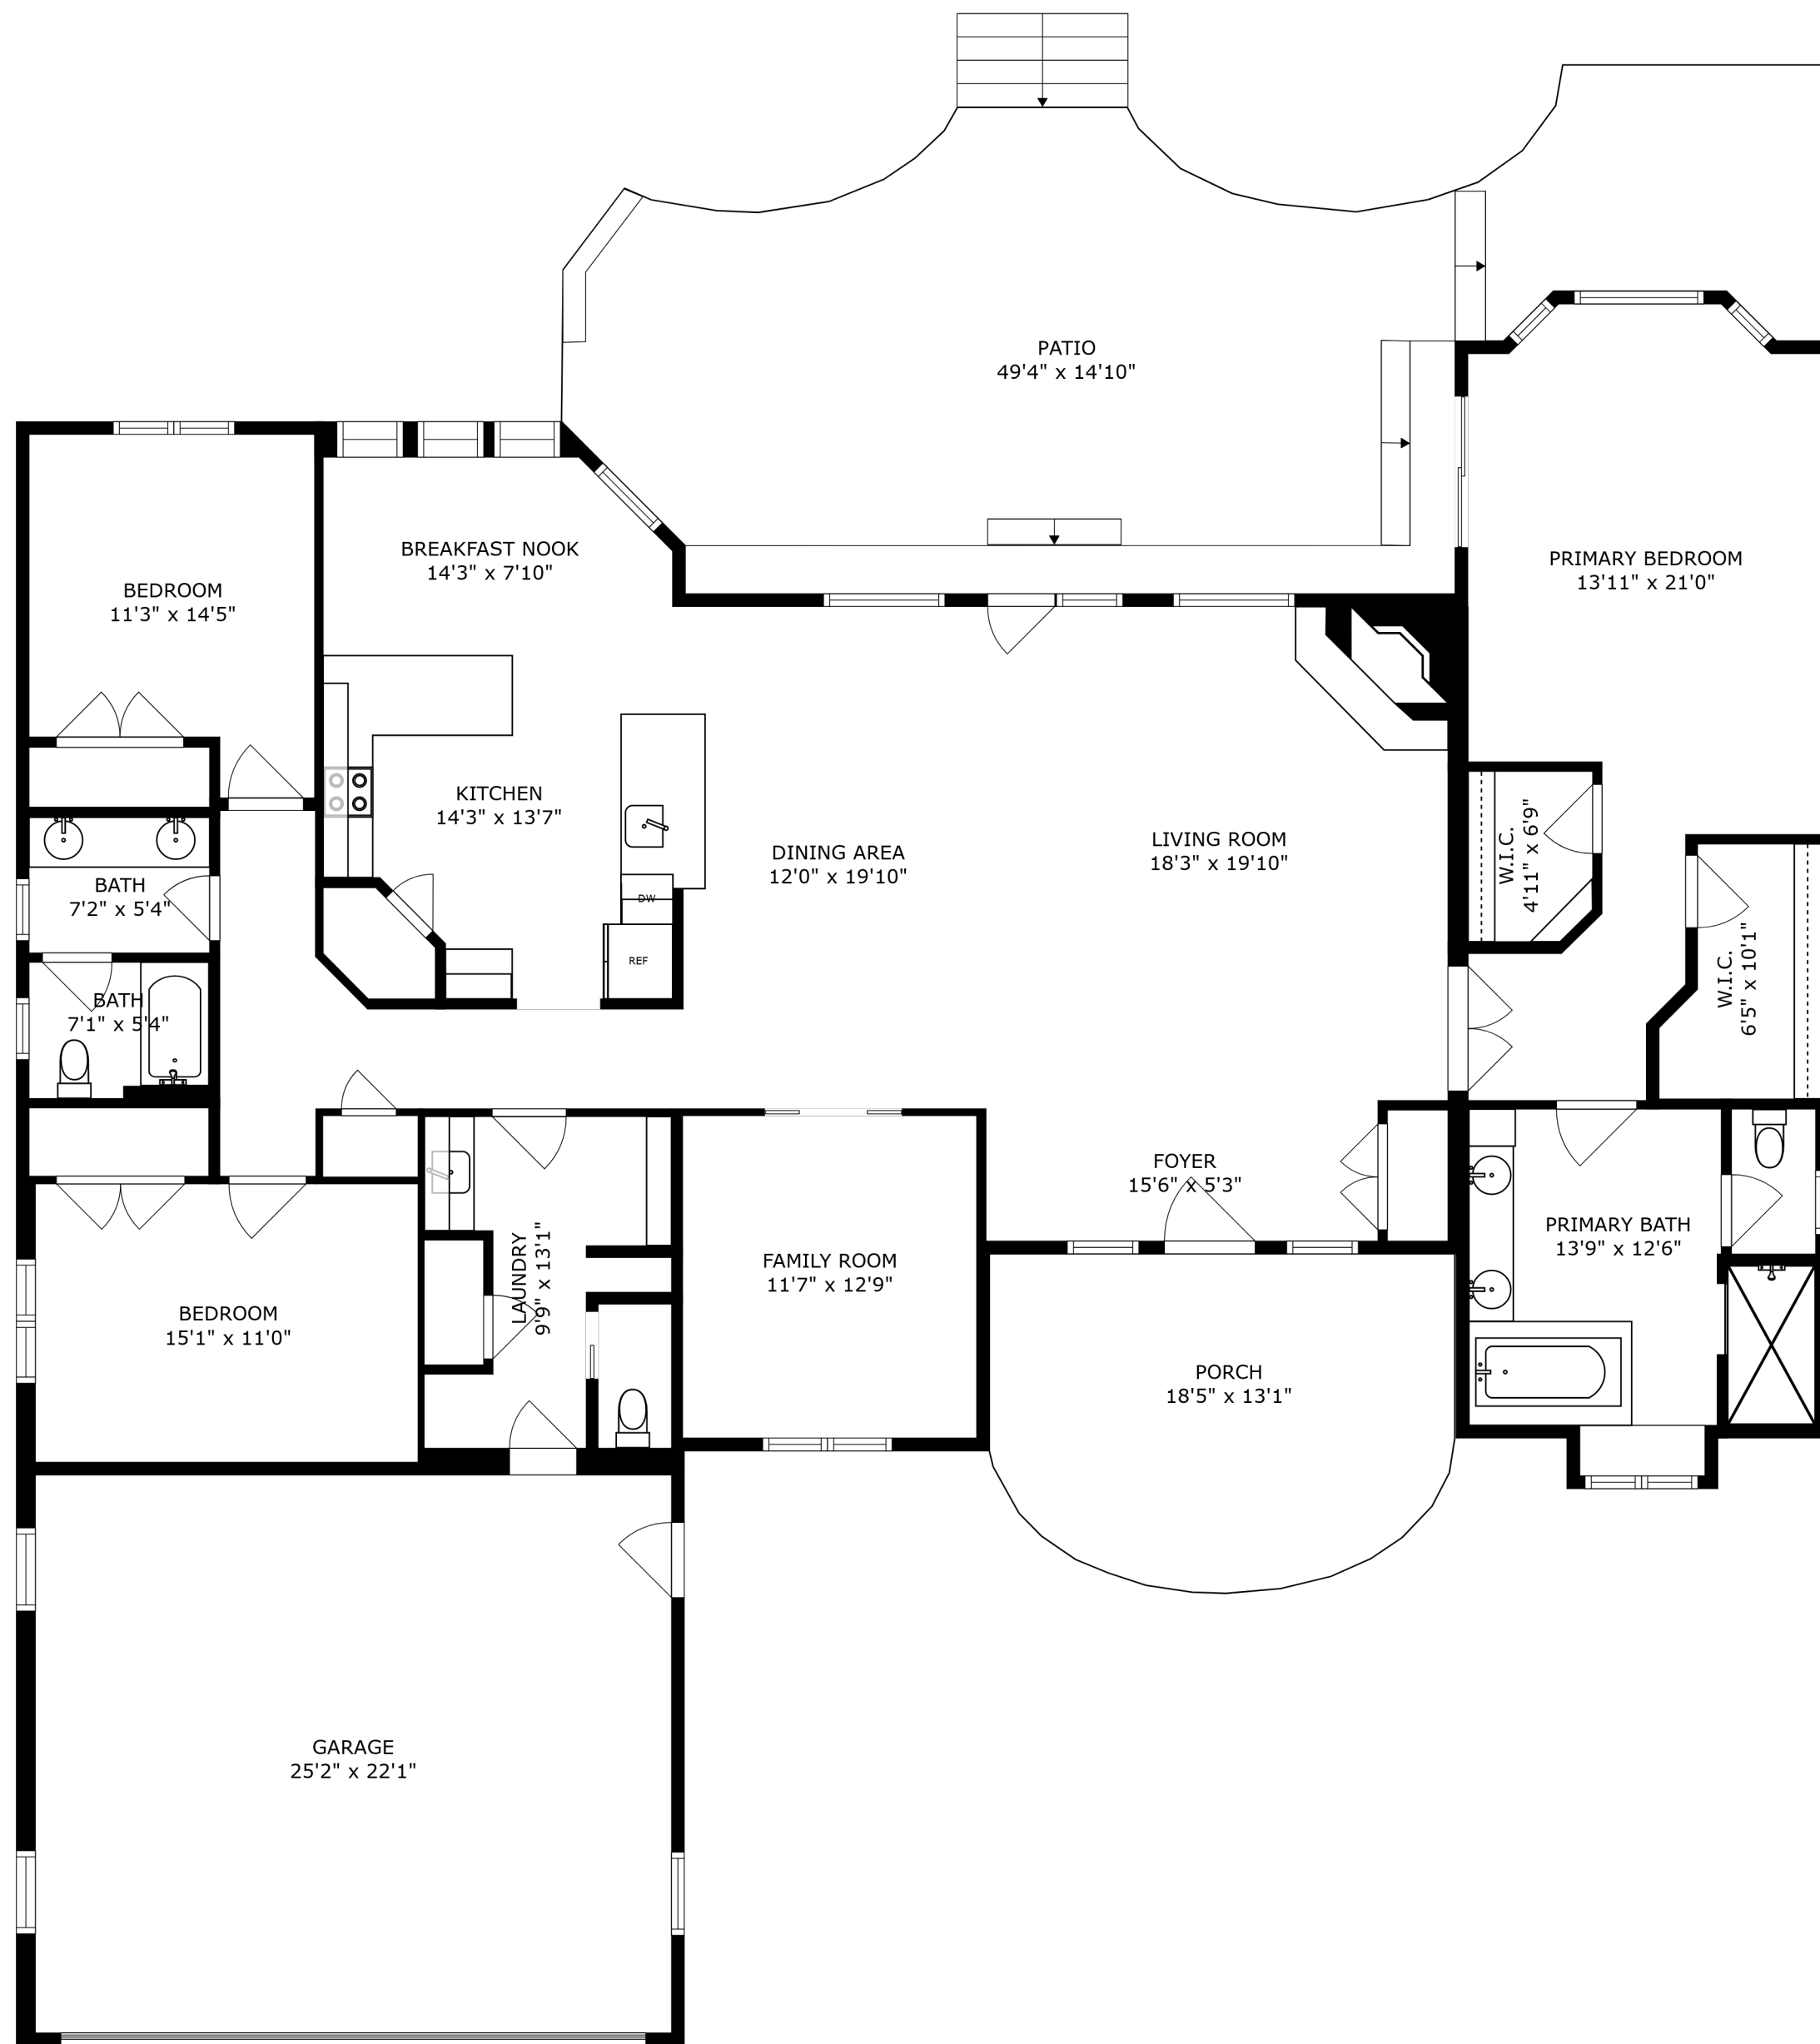 PATIO
49'4" x 14'10"
BREAKFAST NOOK
14'3" x 7'10"
PRIMARY BEDROOM
13'11" x 21'0"
BEDROOM
11'3" x 14'5"
KITCHEN
14'3" x 13'7"
DINING AREA
12'0" x 19'10"
LIVING ROOM
18'3" x 19'10"
W.I.C.
4'11" x 6'9"
BATH
7'2" x 5'4"
DW
REF
W.I.C.
6'5" x 10'1"
BATH
7'1" x 5'4"
FOYER
15'6" x 5'3"
PRIMARY BATH
13'9" x 12'6"
LAUNDRY
9'9" x 13'1"
FAMILY ROOM
11'7" x 12'9"
BEDROOM
15'1" x 11'0"
PORCH
18'5" x 13'1"
GARAGE
25'2" x 22'1"